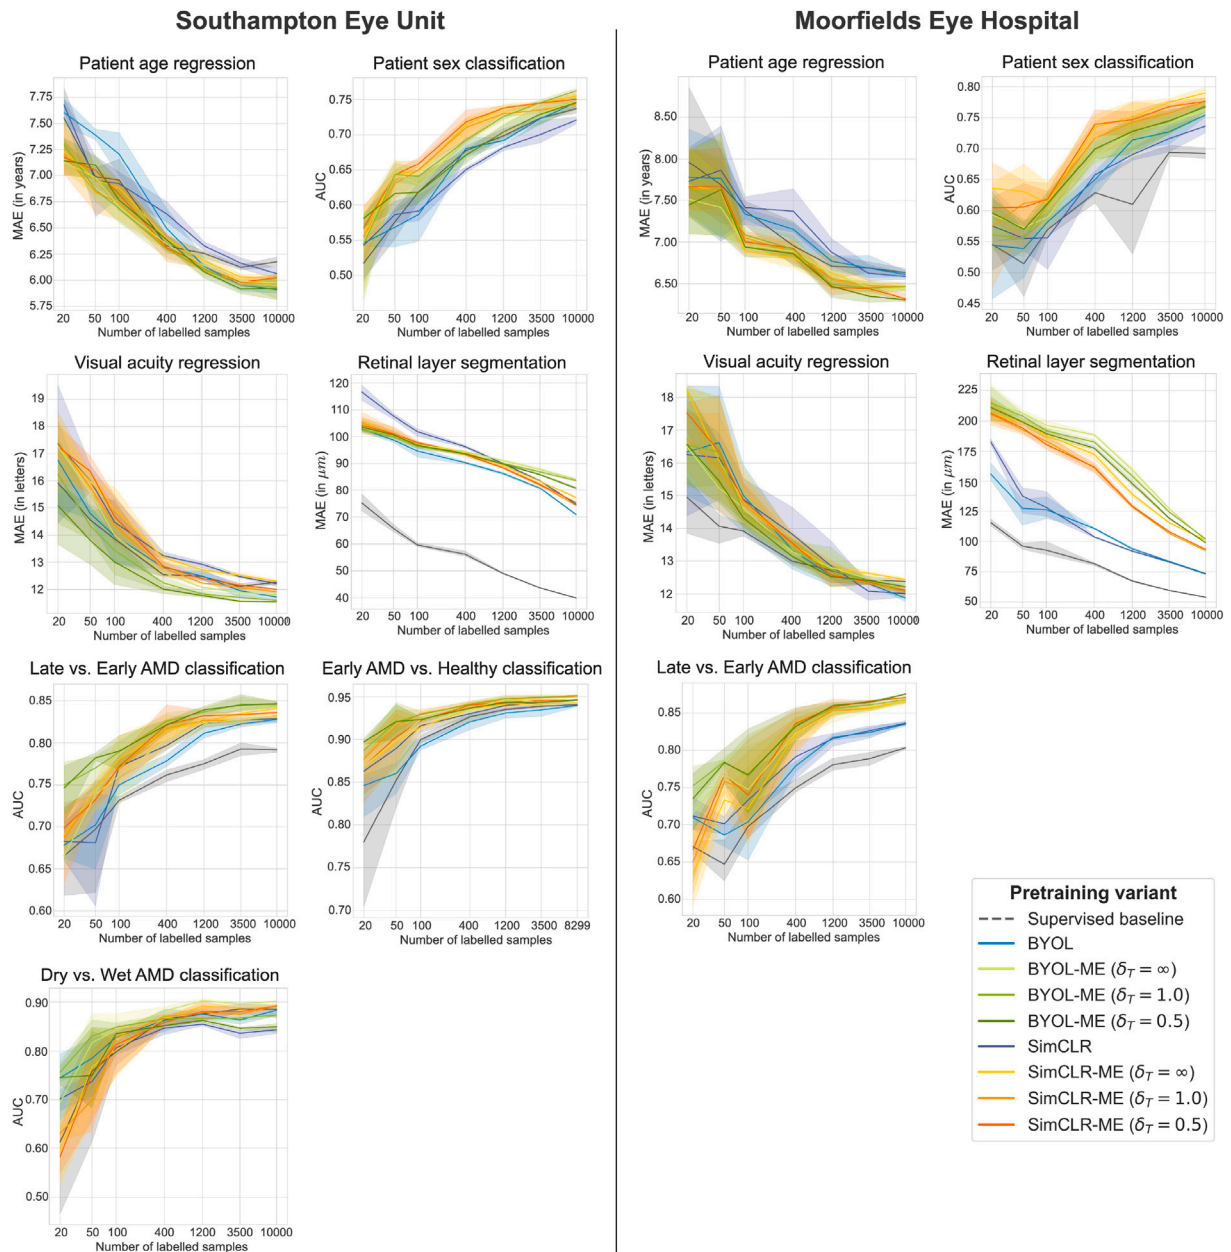 Southampton Eye Unit
Moorfields Eye Hospital
Patient age regression
7.75
7.50
7.25
7.00
6.75
6.50
6.25
6.00
5.75
MAE (in years)
20 50 100 400 1200 3500 10000
Number of labelled samples
Patient sex classification
0.75
0.70
0.65
0.60
0.55
0.50
AUC
20 50 100 400 1200 3500 10000
Number of labelled samples
Patient age regression
8.50
8.00
7.50
7.00
6.50
MAE (in years)
20 50 100 400 1200 3500 10000
Number of labelled samples
Patient sex classification
0.80
0.75
0.70
0.65
0.60
0.55
0.50
0.45
AUC
20 50 100 400 1200 3500 10000
Number of labelled samples
Visual acuity regression
19
18
17
16
15
14
13
12
MAE (in letters)
20 50 100 400 1200 3500 10000
Number of labelled samples
Retinal layer segmentation
120
110
100
90
80
70
60
50
40
MAE (in μm)
20 50 100 400 1200 3500 10000
Number of labelled samples
Visual acuity regression
18
17
16
15
14
13
12
MAE (in letters)
20 50 100 400 1200 3500 10000
Number of labelled samples
Retinal layer segmentation
225
200
175
150
125
100
75
50
MAE (in μm)
20 50 100 400 1200 3500 10000
Number of labelled samples
Late vs. Early AMD classification
0.85
0.80
0.75
0.70
0.65
0.60
AUC
20 50 100 400 1200 3500 10000
Number of labelled samples
Early AMD vs. Healthy classification
0.95
0.90
0.85
0.80
0.75
0.70
AUC
20 50 100 400 1200 3500 8299
Number of labelled samples
Late vs. Early AMD classification
0.85
0.80
0.75
0.70
0.65
0.60
AUC
20 50 100 400 1200 3500 10000
Number of labelled samples
Dry vs. Wet AMD classification
0.90
0.80
0.70
0.60
0.50
AUC
20 50 100 400 1200 3500 10000
Number of labelled samples
Pretraining variant
Supervised baseline
BYOL
BYOL-ME (δT = ∞)
BYOL-ME (δT = 1.0)
BYOL-ME (δT = 0.5)
SimCLR
SimCLR-ME (δT = ∞)
SimCLR-ME (δT = 1.0)
SimCLR-ME (δT = 0.5)